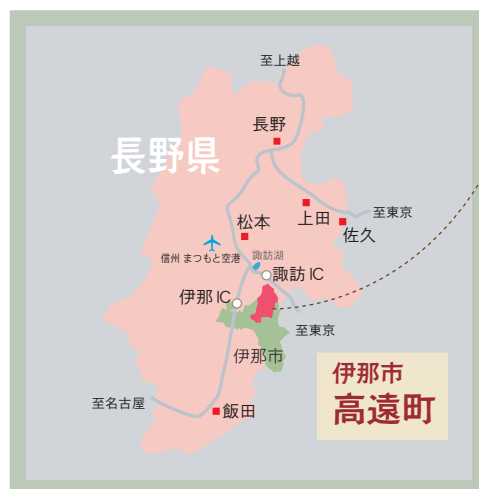 至上越
長野
長野県
上田
至東京
佐久
松本
信州 まつもと空港
諏訪湖
諏訪 IC
伊那 IC
至東京
伊那市
至名古屋
飯田
伊那市
高遠町